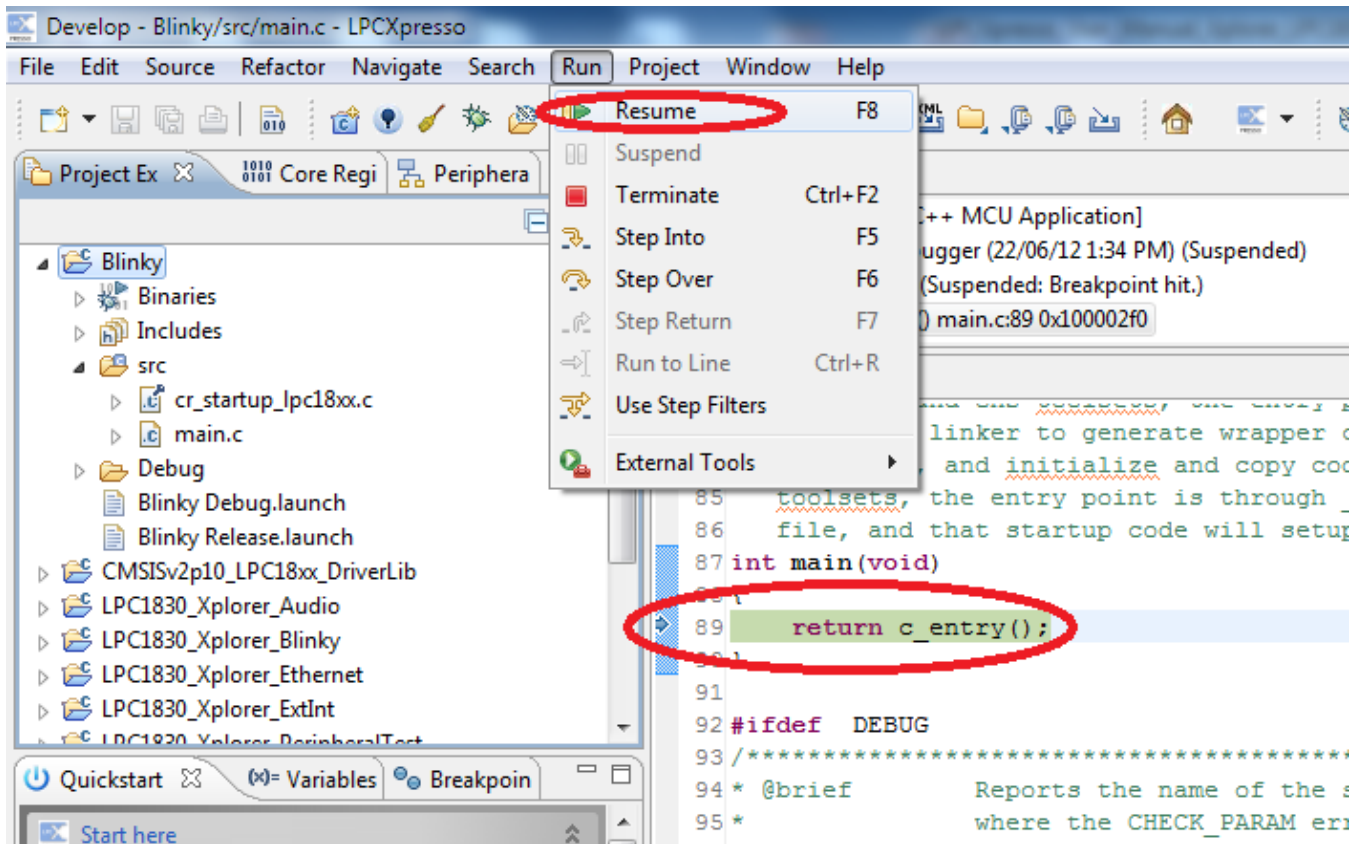 Develop - Blinky/src/main.c - LPCXpresso
File Edit Source Refactor Navigate Search Run Project Window Help
Resume F8
Suspend
Terminate Ctrl+F2
Step Into F5
Step Over F6
Step Return F7
Run to Line Ctrl+R
Use Step Filters
External Tools
Project Ex Core Regi Periphera
Blinky
Binaries
Includes
src
cr_startup_lpc18xx.c
main.c
Debug
Blinky Debug.launch
Blinky Release.launch
CMSISv2p10_LPC18xx_DriverLib
LPC1830_Xplorer_Audio
LPC1830_Xplorer_Blinky
LPC1830_Xplorer_Ethernet
LPC1830_Xplorer_ExtInt
LPC1830_Xplorer_PeripheralTest
Quickstart (x)= Variables Breakpoin
Start here
C++ MCU Application]
ugger (22/06/12 1:34 PM) (Suspended)
(Suspended: Breakpoint hit.)
() main.c:89 0x100002f0
linker to generate wrapper
, and initialize and copy cod
85 toolsets, the entry point is through _
86 file, and that startup code will setup
87 int main(void)
{
89 return c_entry();
}
91
92 #ifdef DEBUG
93 /******************************************
94 * @brief Reports the name of the s
95 * where the CHECK_PARAM err